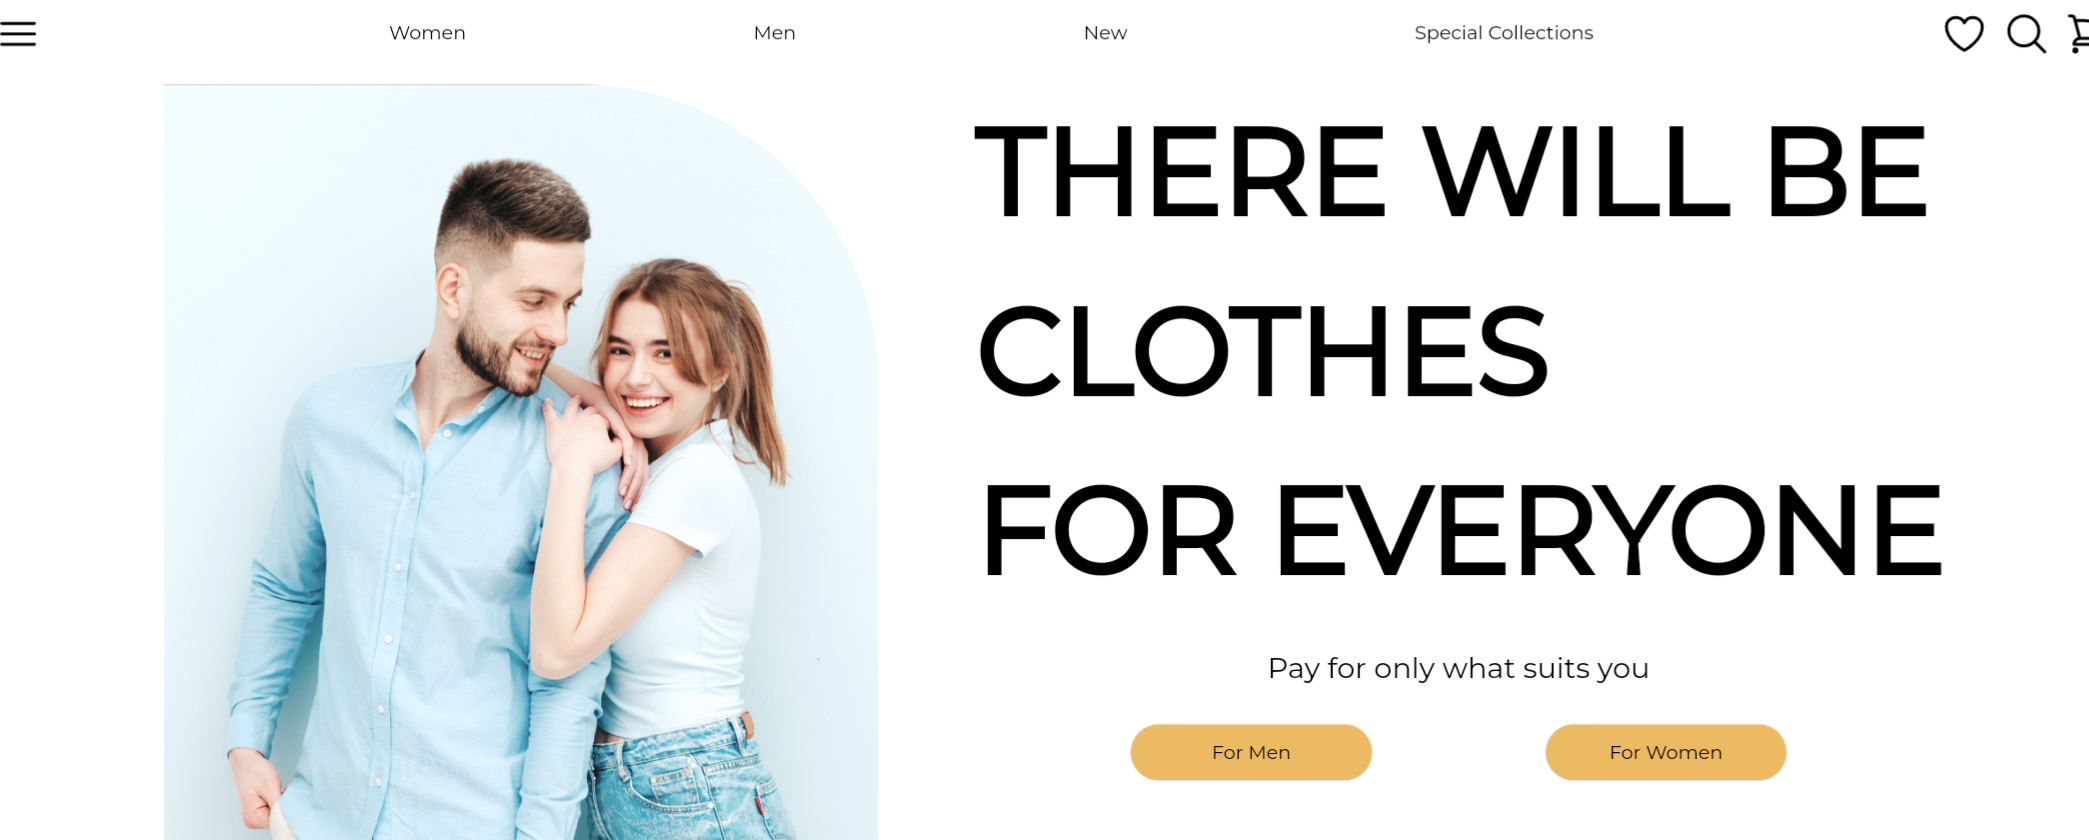 Women
Men
New
Special Collections
THERE WILL BE
CLOTHES
FOR EVERYONE
Pay for only what suits you
For Men
For Women